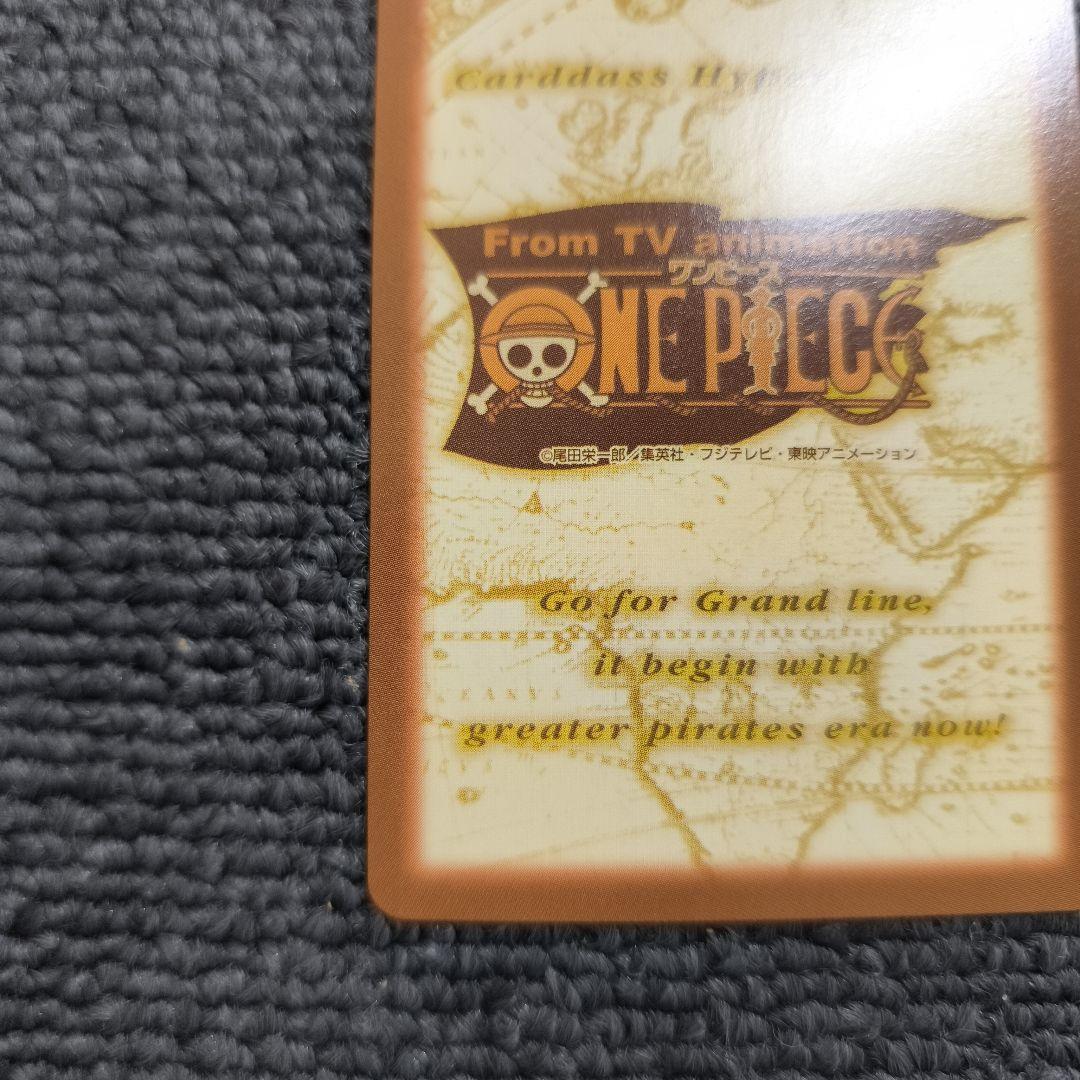 Carddass
From TV animation
ワンピース
ONE PIECE
©尾田栄一郎／集英社・フジテレビ・東映アニメーション
Go for Grand line,
it begin with
greater pirates era now!